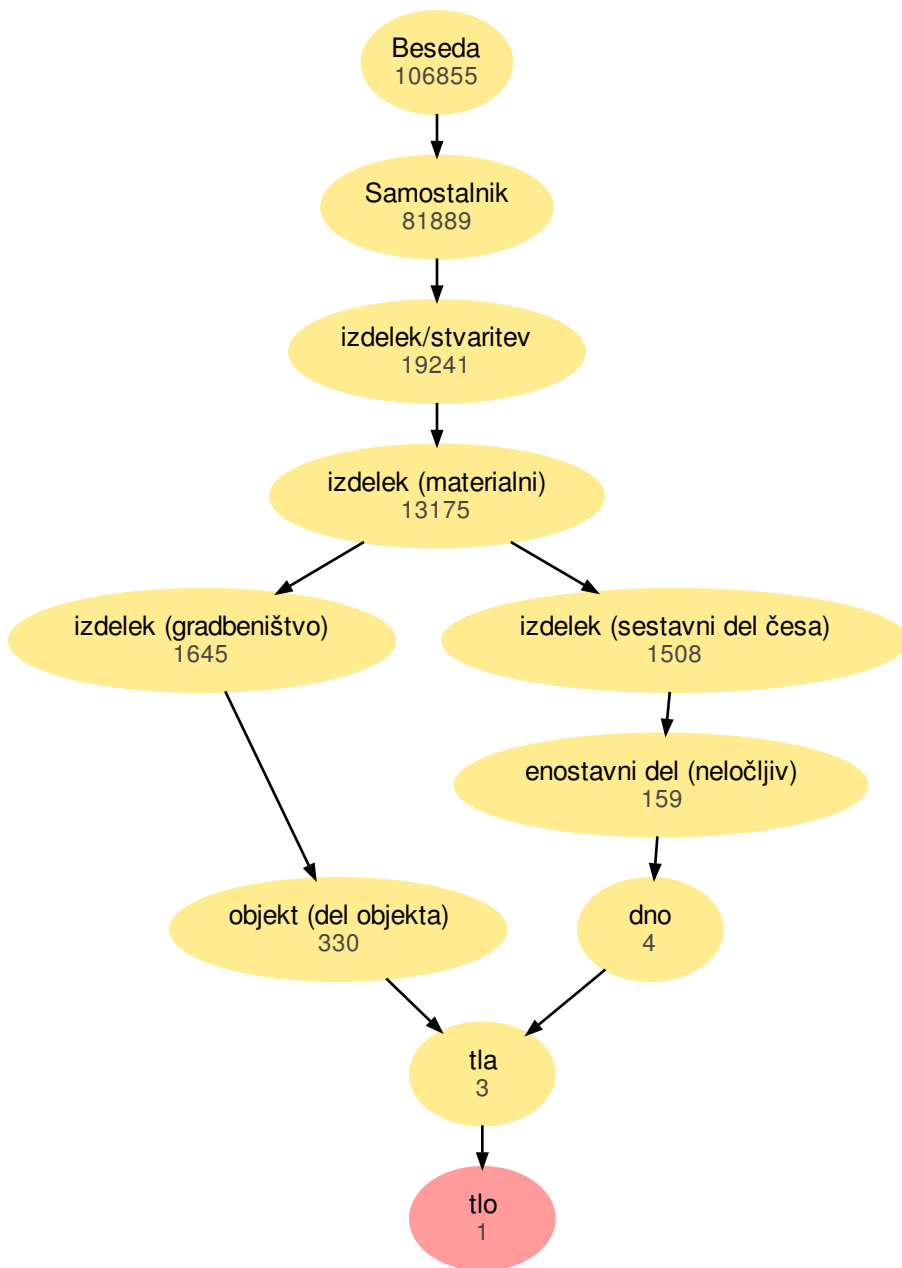 Beseda
106855
Samostalnik
81889
izdelek/stvaritev
19241
izdelek (materialni)
13175
izdelek (gradbeništvo)
1645
izdelek (sestavni del česa)
1508
enostavni del (neločljiv)
159
objekt (del objekta)
330
dno
4
tla
3
tlo
1